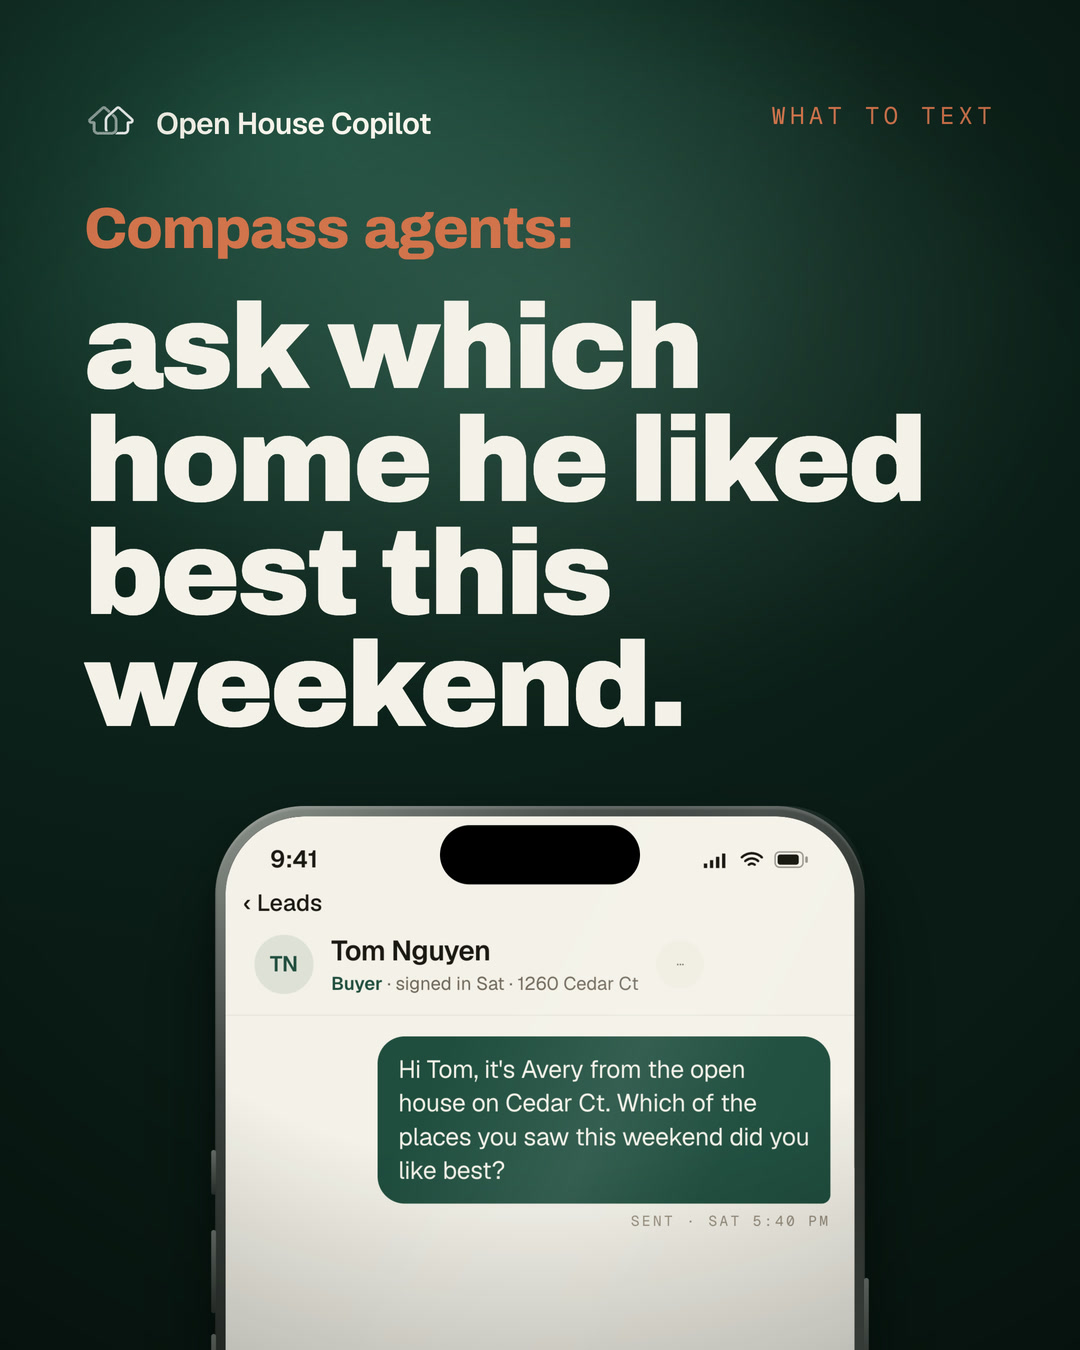 Open House Copilot
WHAT TO TEXT
Compass agents:
ask which
home he liked
best this
weekend.
9:41
‹ Leads
TN
Tom Nguyen
Buyer · signed in Sat · 1260 Cedar Ct
...
Hi Tom, it's Avery from the open
house on Cedar Ct. Which of the
places you saw this weekend did you
like best?
SENT · SAT 5:40 PM